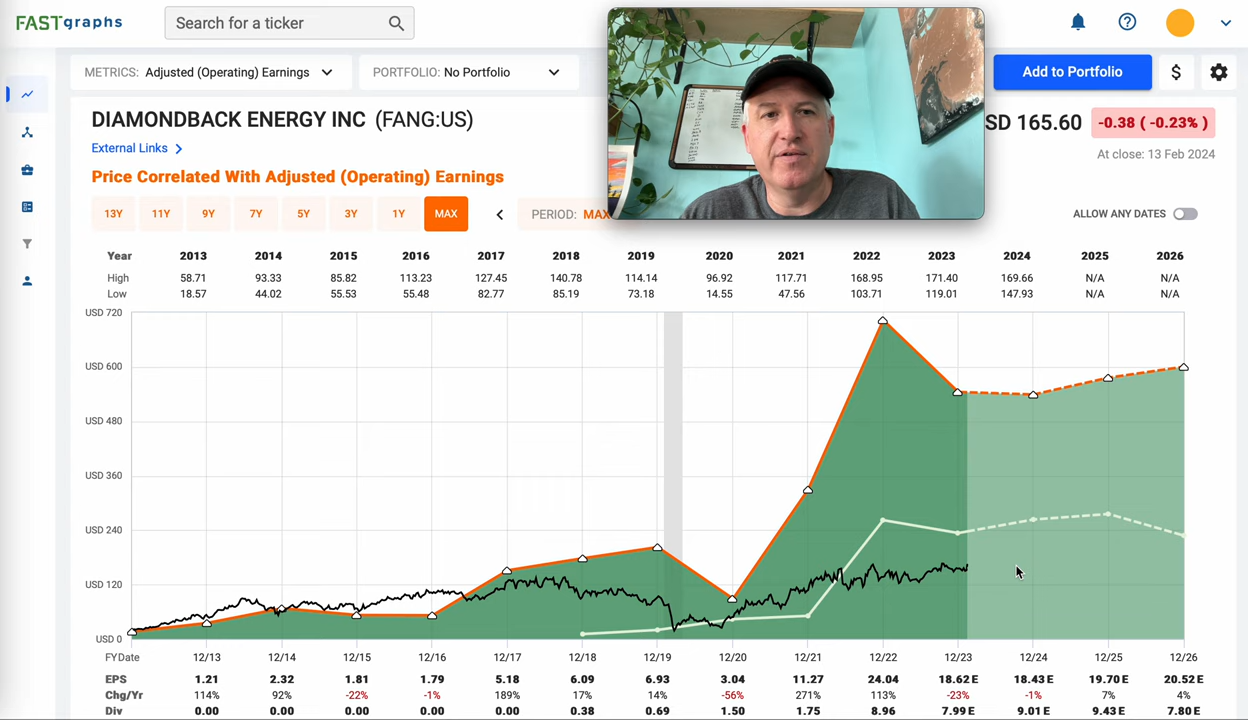 FASTgraphs
Search for a ticker
METRICS: Adjusted (Operating) Earnings
PORTFOLIO: No Portfolio
Add to Portfolio
$
DIAMONDBACK ENERGY INC (FANG:US)
SD 165.60
-0.38 ( -0.23% )
External Links
At close: 13 Feb 2024
Price Correlated With Adjusted (Operating) Earnings
13Y 11Y 9Y 7Y 5Y 3Y 1Y MAX
PERIOD: MAX
ALLOW ANY DATES
Year 2013 2014 2015 2016 2017 2018 2019 2020 2021 2022 2023 2024 2025 2026
High 58.71 93.33 85.82 113.23 127.45 140.78 114.14 96.92 117.71 168.95 171.40 169.66 N/A N/A
Low 18.57 44.02 55.53 55.48 82.77 85.19 73.18 14.55 47.56 103.71 119.01 147.93 N/A N/A
USD 720
USD 600
USD 480
USD 360
USD 240
USD 120
USD 0
FYDate 12/13 12/14 12/15 12/16 12/17 12/18 12/19 12/20 12/21 12/22 12/23 12/24 12/25 12/26
EPS 1.21 2.32 1.81 1.79 5.18 6.09 6.93 3.04 11.27 24.04 18.62 E 18.43 E 19.70 E 20.52 E
Chg/Yr 114% 92% -22% -1% 189% 17% 14% -56% 271% 113% -23% -1% 7% 4%
Div 0.00 0.00 0.00 0.00 0.00 0.38 0.69 1.50 1.75 8.96 7.99 E 9.01 E 9.43 E 7.80 E